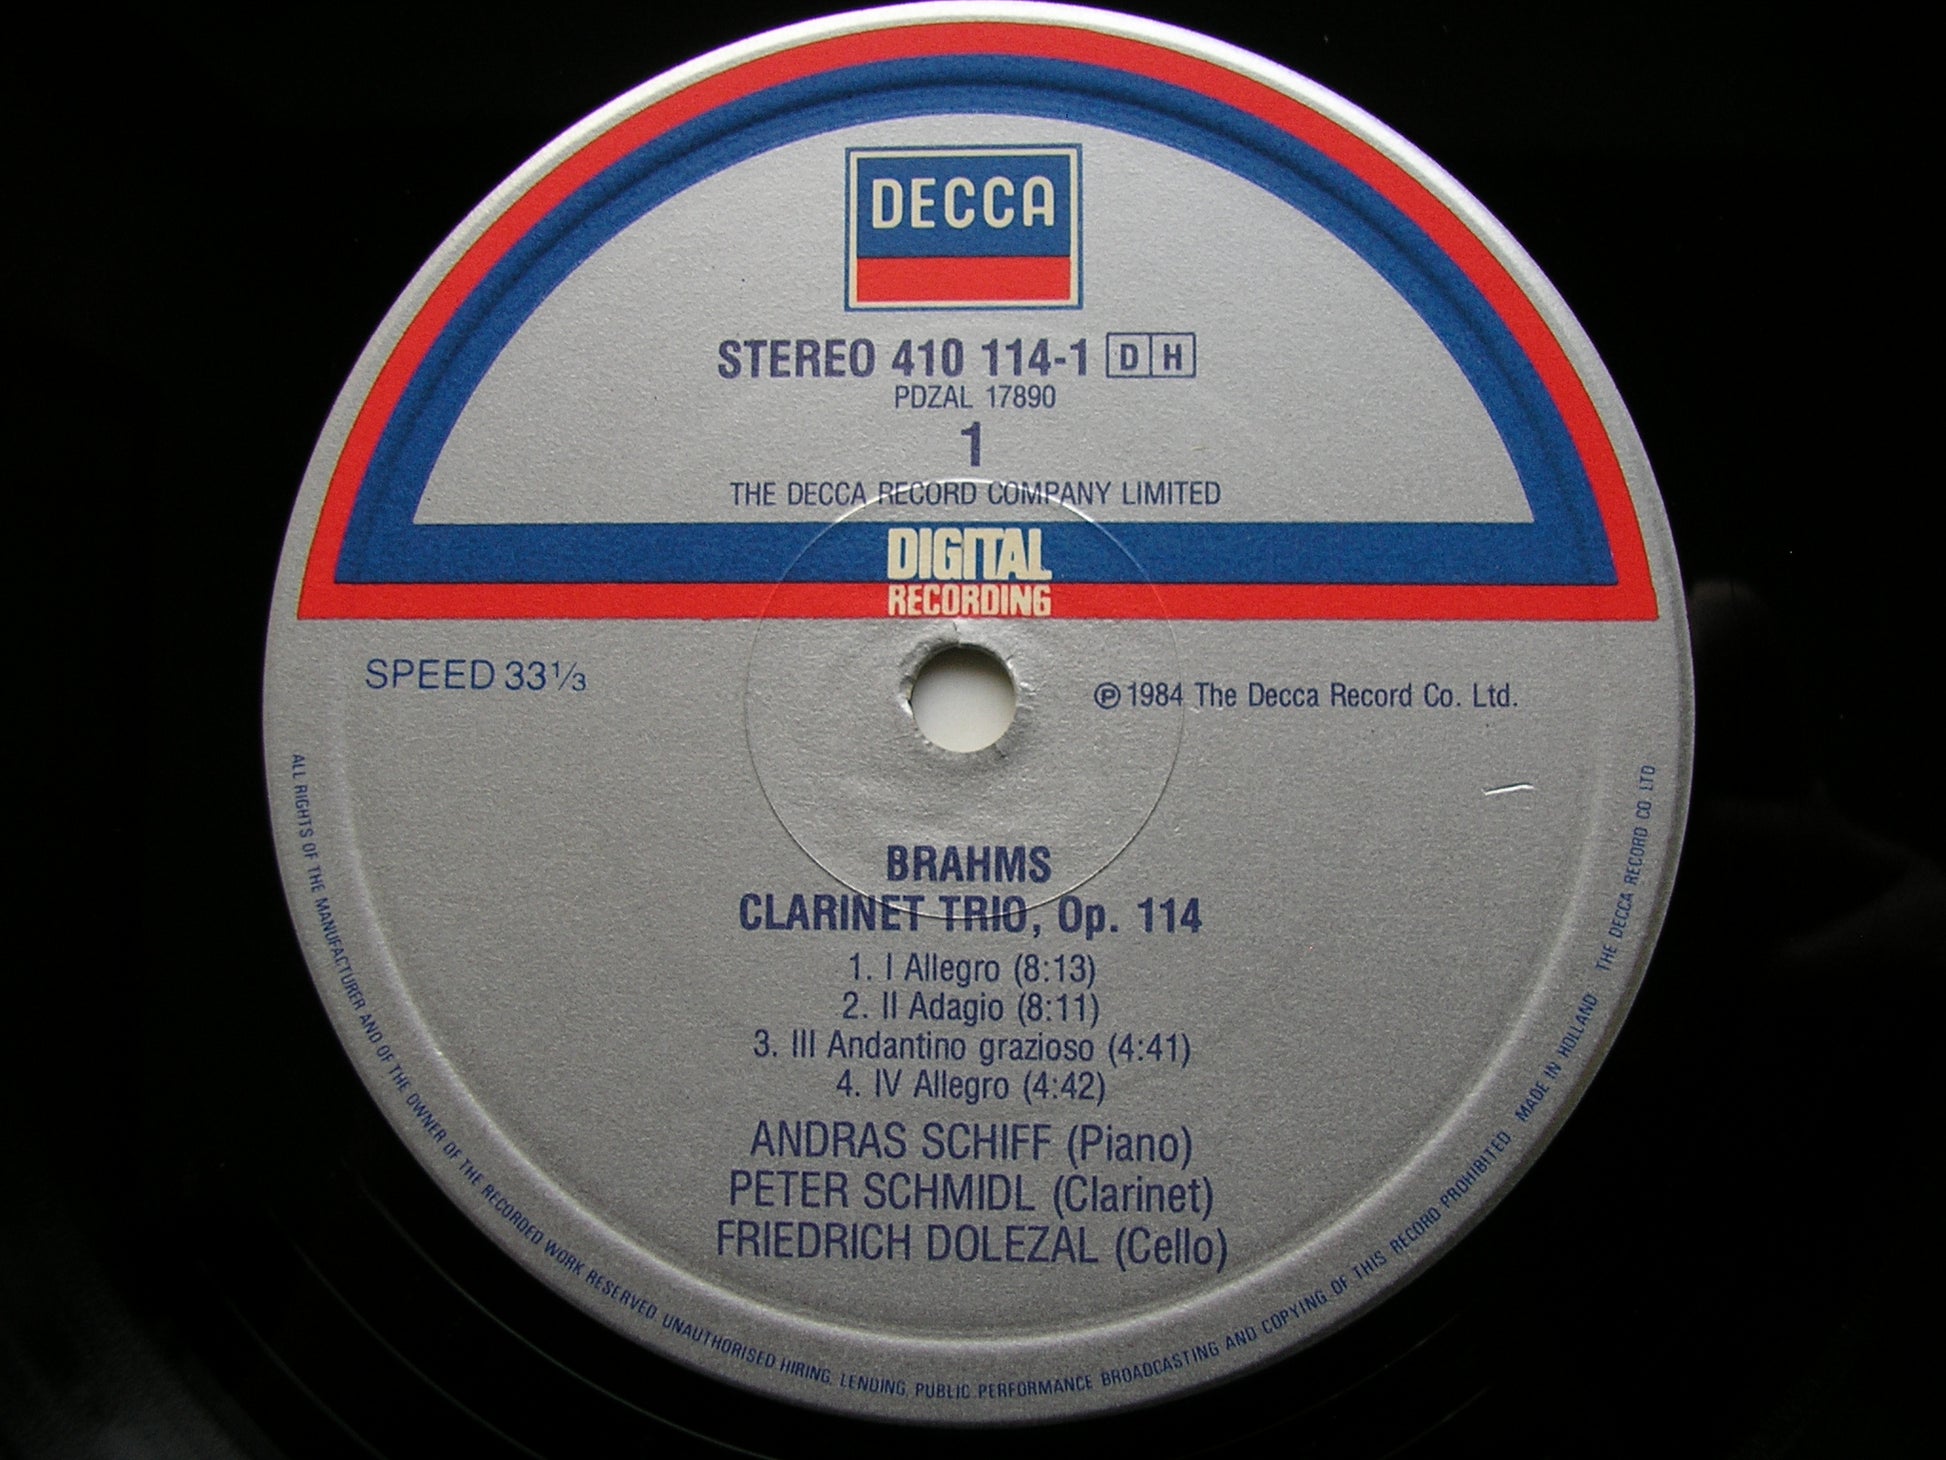 DECCA
STEREO 410 114-1 DH
PDZAL 17890
1
THE DECCA RECORD COMPANY LIMITED
DIGITAL
RECORDING
SPEED 33⅓
℗ 1984 The Decca Record Co. Ltd.
BRAHMS
CLARINET TRIO, Op. 114
1. I Allegro (8:13)
2. II Adagio (8:11)
3. III Andantino grazioso (4:41)
4. IV Allegro (4:42)
ANDRAS SCHIFF (Piano)
PETER SCHMIDL (Clarinet)
FRIEDRICH DOLEZAL (Cello)
ALL RIGHTS OF THE MANUFACTURER AND OF THE OWNER OF THE RECORDED WORK RESERVED. UNAUTHORISED HIRING, LENDING, PUBLIC PERFORMANCE BROADCASTING AND COPYING OF THIS RECORD PROHIBITED MADE IN HOLLAND THE DECCA RECORD CO LTD